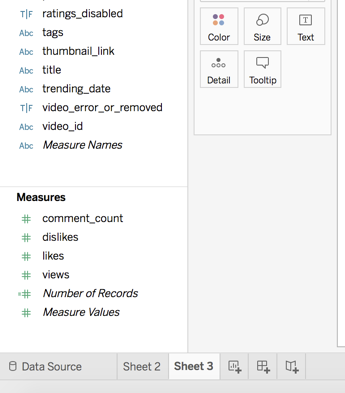 T|F ratings_disabled
Abc tags
Abc thumbnail_link
Abc title
Abc trending_date
T|F video_error_or_removed
Abc video_id
Abc Measure Names
Measures
# comment_count
# dislikes
# likes
# views
=# Number of Records
# Measure Values
Color Size T Text
Detail Tooltip
Data Source Sheet 2 Sheet 3